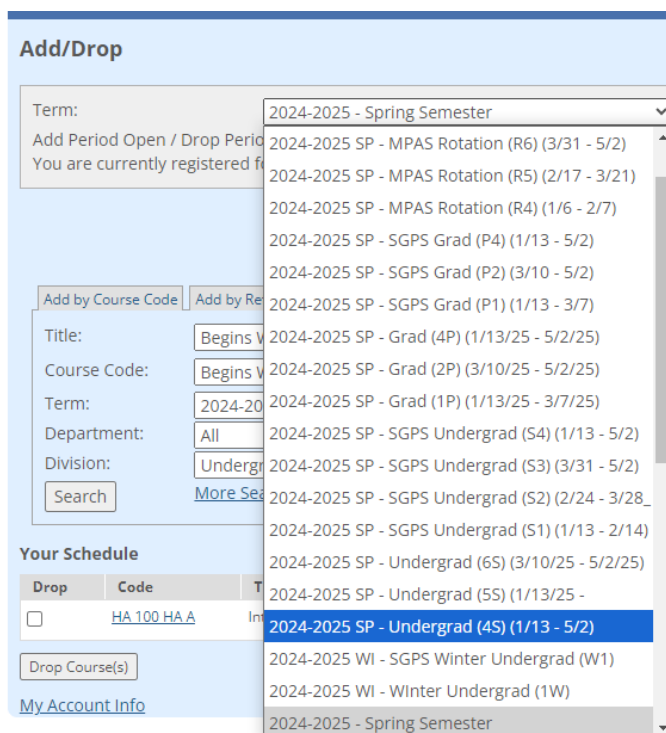 Add/Drop
Term:
2024-2025 - Spring Semester
Add Period Open / Drop Perio
You are currently registered fo
2024-2025 SP - MPAS Rotation (R6) (3/31 - 5/2)
2024-2025 SP - MPAS Rotation (R5) (2/17 - 3/21)
2024-2025 SP - MPAS Rotation (R4) (1/6 - 2/7)
2024-2025 SP - SGPS Grad (P4) (1/13 - 5/2)
2024-2025 SP - SGPS Grad (P2) (3/10 - 5/2)
2024-2025 SP - SGPS Grad (P1) (1/13 - 3/7)
2024-2025 SP - Grad (4P) (1/13/25 - 5/2/25)
2024-2025 SP - Grad (2P) (3/10/25 - 5/2/25)
2024-2025 SP - Grad (1P) (1/13/25 - 3/7/25)
2024-2025 SP - SGPS Undergrad (S4) (1/13 - 5/2)
2024-2025 SP - SGPS Undergrad (S3) (3/31 - 5/2)
2024-2025 SP - SGPS Undergrad (S2) (2/24 - 3/28_
2024-2025 SP - SGPS Undergrad (S1) (1/13 - 2/14)
2024-2025 SP - Undergrad (6S) (3/10/25 - 5/2/25)
2024-2025 SP - Undergrad (5S) (1/13/25 -
2024-2025 SP - Undergrad (4S) (1/13 - 5/2)
2024-2025 WI - SGPS Winter Undergrad (W1)
2024-2025 WI - WInter Undergrad (1W)
2024-2025 - Spring Semester
Add by Course Code
Add by Re
Title:
Begins W
Course Code:
Begins W
Term:
2024-20
Department:
All
Division:
Undergr
Search
More Sea
Your Schedule
Drop Code T
HA 100 HA A Int
Drop Course(s)
My Account Info